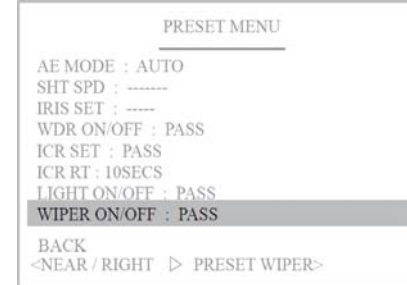 PRESET MENU
AE MODE : AUTO
SHT SPD : -------
IRIS SET : -----
WDR ON/OFF : PASS
ICR SET : PASS
ICR RT : 10SECS
LIGHT ON/OFF : PASS
WIPER ON/OFF : PASS
BACK
<NEAR / RIGHT ▷ PRESET WIPER>